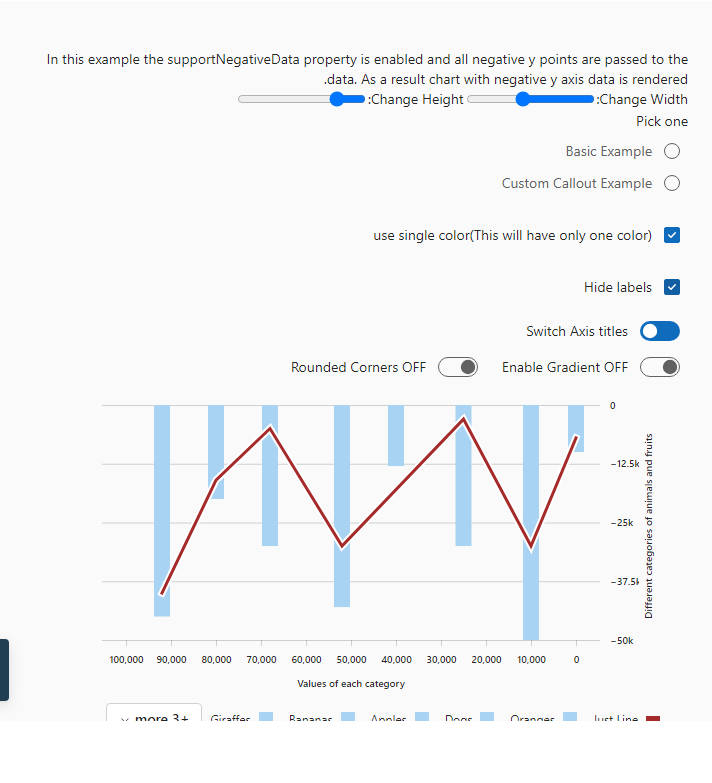 In this example the supportNegativeData property is enabled and all negative y points are passed to the
.data. As a result chart with negative y axis data is rendered
:Change Height :Change Width
Pick one
Basic Example
Custom Callout Example
use single color(This will have only one color)
Hide labels
Switch Axis titles
Rounded Corners OFF Enable Gradient OFF
0
−12.5k
−25k
−37.5k
−50k
Different categories of animals and fruits
100,000 90,000 80,000 70,000 60,000 50,000 40,000 30,000 20,000 10,000 0
Values of each category
more 3+ Giraffes Bananas Apples Dogs Oranges Just Line